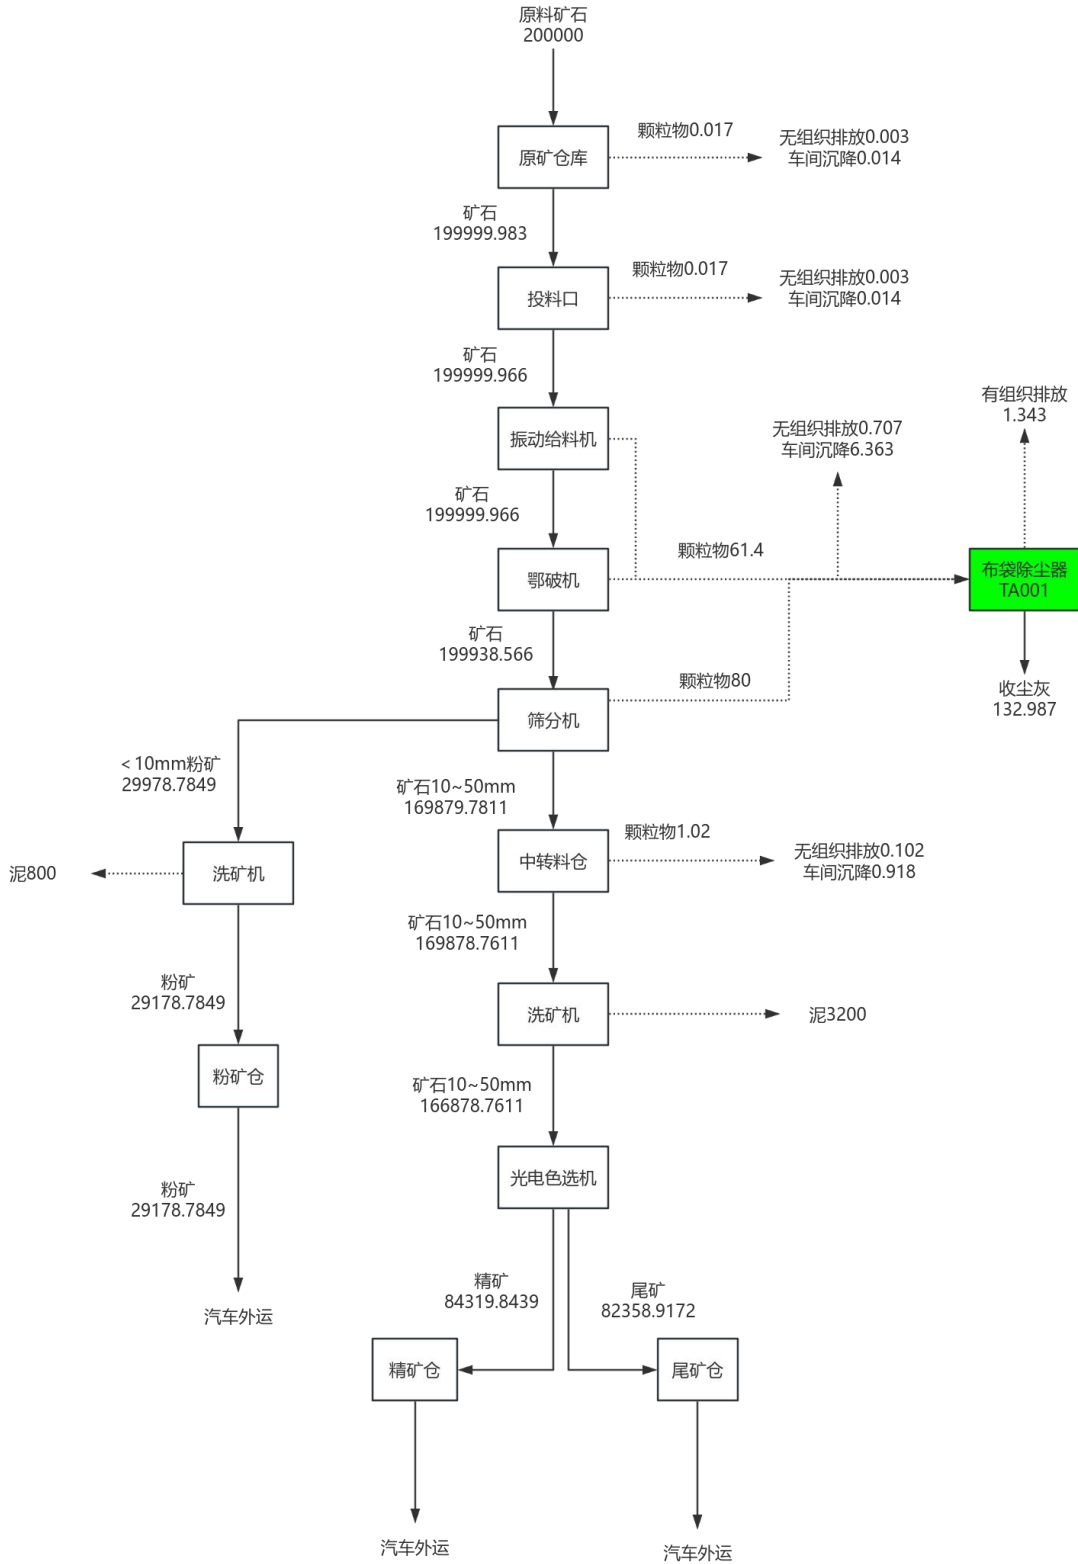 原料矿石
200000
原矿仓库
颗粒物0.017
无组织排放0.003
车间沉降0.014
矿石
199999.983
投料口
颗粒物0.017
无组织排放0.003
车间沉降0.014
矿石
199999.966
振动给料机
无组织排放0.707
车间沉降6.363
有组织排放
1.343
矿石
199999.966
鄂破机
颗粒物61.4
布袋除尘器
TA001
矿石
199938.566
颗粒物80
收尘灰
132.987
筛分机
＜10mm粉矿
29978.7849
矿石10~50mm
169879.7811
中转料仓
颗粒物1.02
无组织排放0.102
车间沉降0.918
泥800
洗矿机
矿石10~50mm
169878.7611
粉矿
29178.7849
洗矿机
泥3200
粉矿仓
矿石10~50mm
166878.7611
光电色选机
粉矿
29178.7849
精矿
84319.8439
尾矿
82358.9172
汽车外运
精矿仓
尾矿仓
汽车外运
汽车外运